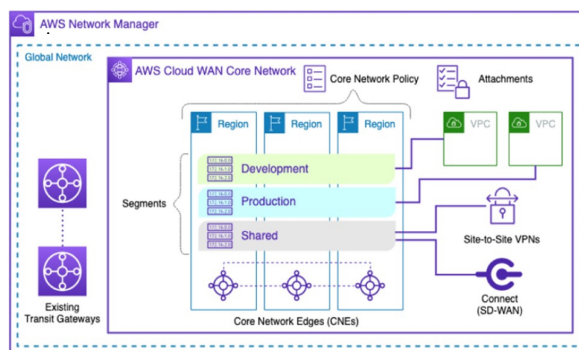 AWS Network Manager
Global Network
AWS Cloud WAN Core Network
Core Network Policy
Attachments
Region
Region
Region
VPC
VPC
Development
Segments
Production
Shared
Site-to-Site VPNs
Connect
(SD-WAN)
Existing
Transit Gateways
Core Network Edges (CNEs)